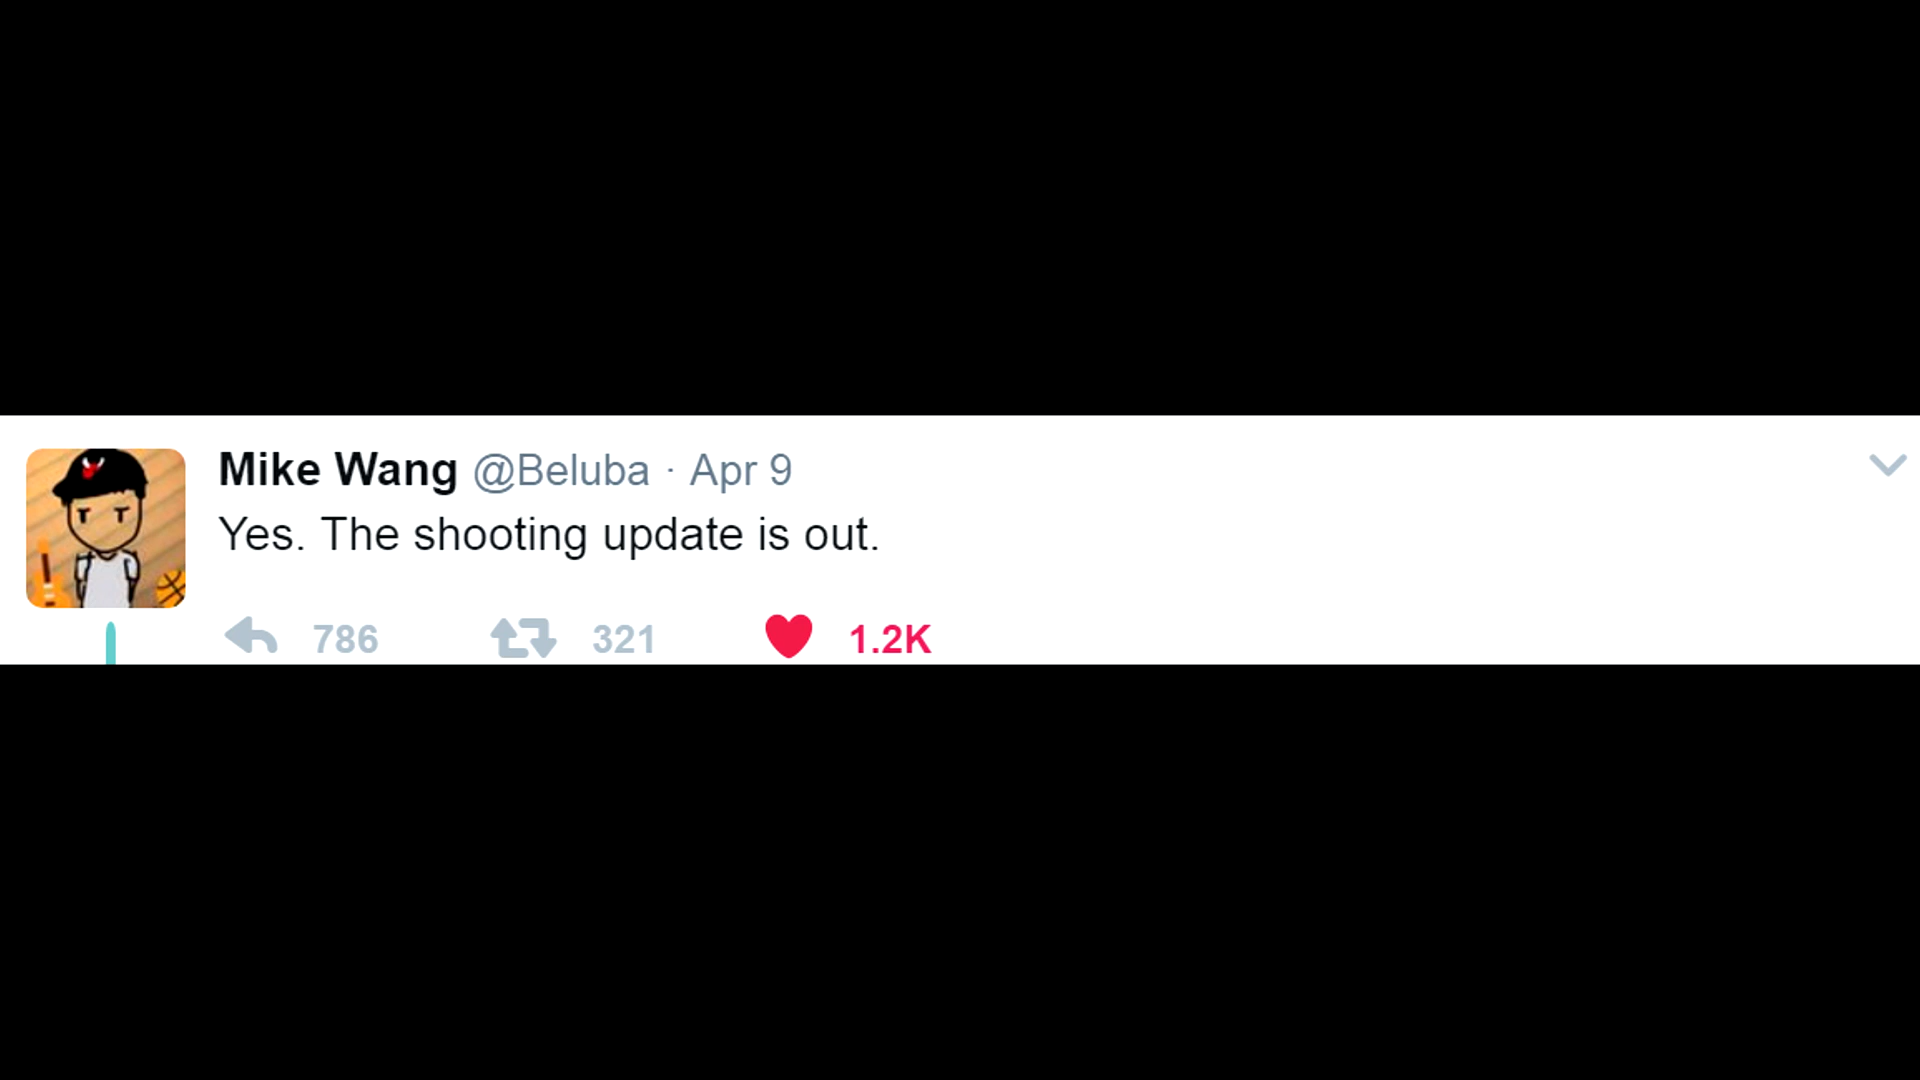 Mike Wang @Beluba · Apr 9
Yes. The shooting update is out.
786 321 1.2K